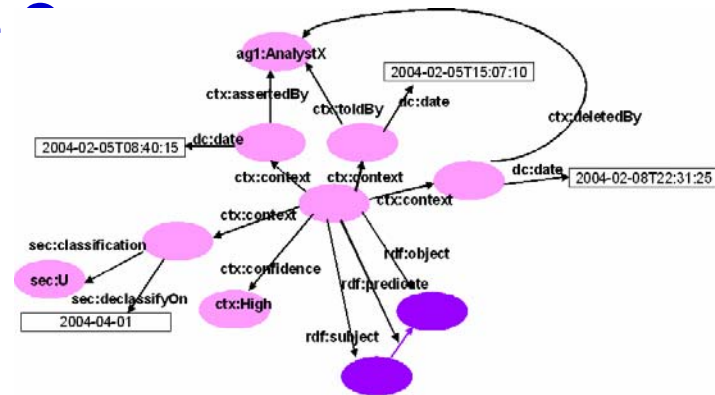 ag1:AnalystX
2004-02-05T15:07:10
ctx:assertedBy
ctx:toldBy
dc:date
ctx:deletedBy
dc:date
2004-02-05T08:40:15
dc:date
2004-02-08T22:31:25
ctx:context
ctx:context
ctx:context
ctx:context
sec:classification
rdf:object
ctx:confidence
sec:U
rdf:predicate
sec:declassifyOn
ctx:High
2004-04-01
rdf:subject